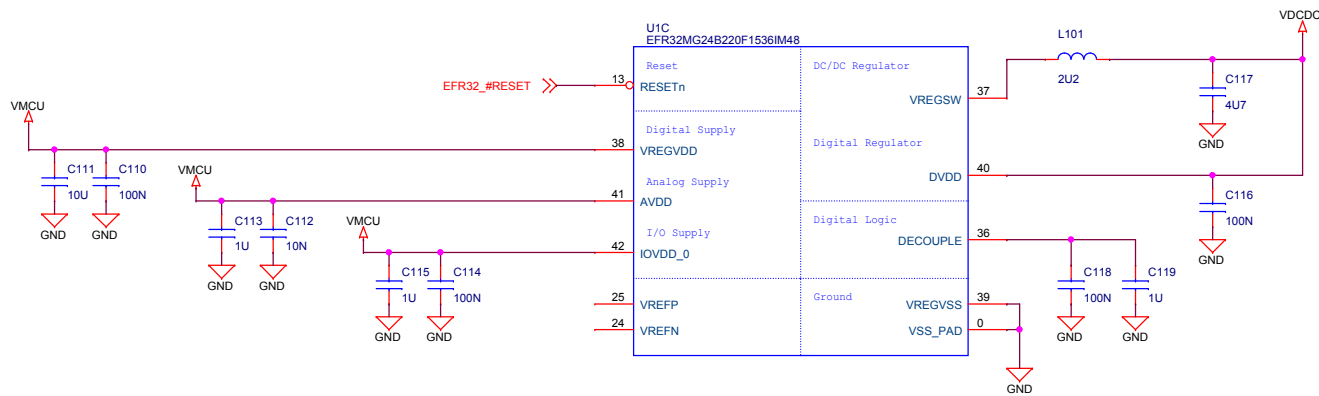 VDCDC
U1C
EFR32MG24B220F1536IM48
L101
2U2
Reset
DC/DC Regulator
EFR32_#RESET
13
RESETn
37
VREGSW
C117
4U7
GND
VMCU
Digital Supply
Digital Regulator
38
VREGVDD
C111
10U
C110
100N
GND
GND
VMCU
Analog Supply
41
AVDD
40
DVDD
C116
100N
GND
C113
1U
C112
10N
GND
GND
VMCU
I/O Supply
42
IOVDD_0
Digital Logic
36
DECOUPLE
C115
1U
C114
100N
GND
GND
C118
100N
C119
1U
GND
GND
25
VREFP
24
VREFN
Ground
39
VREGVSS
0
VSS_PAD
GND